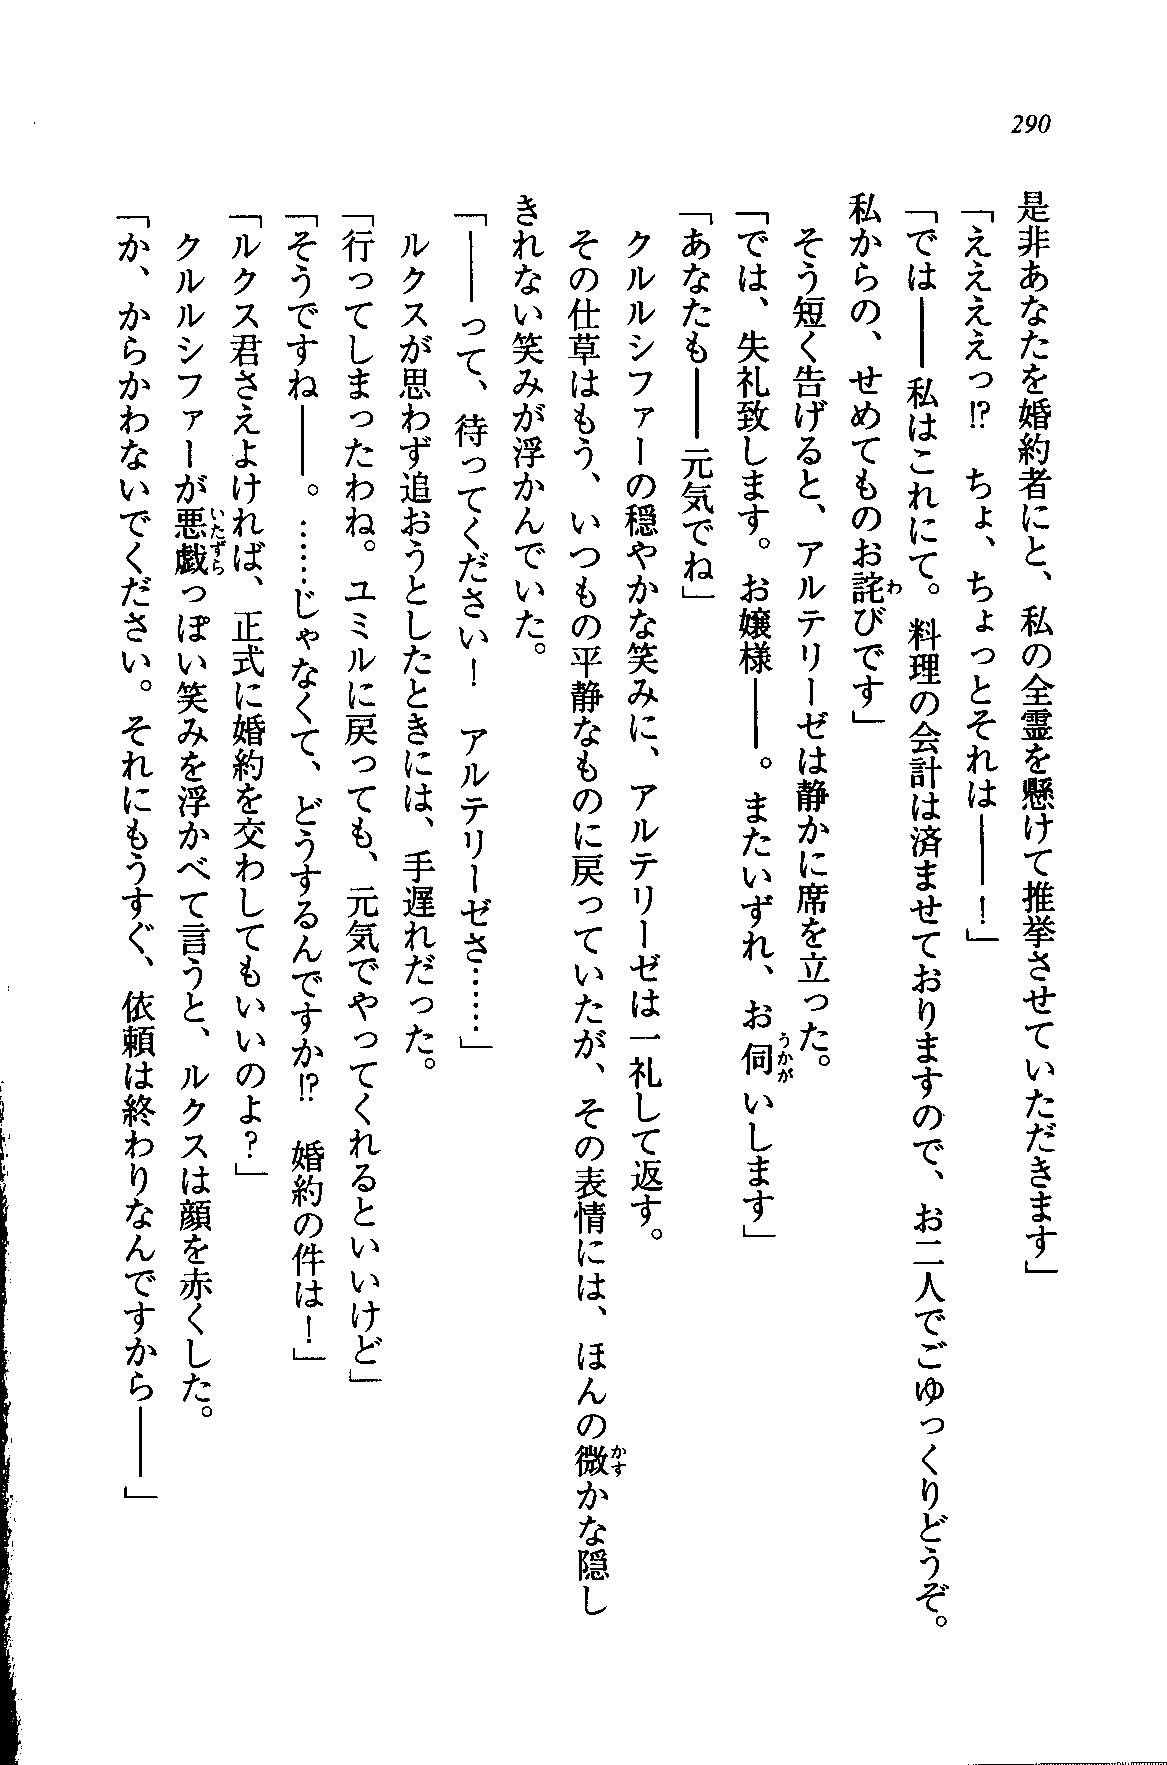 290
是非あなたを婚約者にと、私の全霊を懸けて推挙させていただきます」
「ええええっ!?　ちょ、ちょっとそれは――！」
「では――私はこれにて。料理の会計は済ませておりますので、お二人でごゆっくりどうぞ。
私からの、せめてものお詫びです」
　そう短く告げると、アルテリーゼは静かに席を立った。
「では、失礼致します。お嬢様――。またいずれ、お伺いします」
「あなたも――元気でね」
　クルルシファーの穏やかな笑みに、アルテリーゼは一礼して返す。
　その仕草はもう、いつもの平静なものに戻っていたが、その表情には、ほんの微かな隠し
きれない笑みが浮かんでいた。
「――って、待ってください！　アルテリーゼさ……」
　ルクスが思わず追おうとしたときには、手遅れだった。
「行ってしまったわね。ユミルに戻っても、元気でやってくれるといいけど」
「そうですね――。……じゃなくて、どうするんですか!?　婚約の件は！」
「ルクス君さえよければ、正式に婚約を交わしてもいいのよ？」
　クルルシファーが悪戯っぽい笑みを浮かべて言うと、ルクスは顔を赤くした。
「か、からかわないでください。それにもうすぐ、依頼は終わりなんですから――」